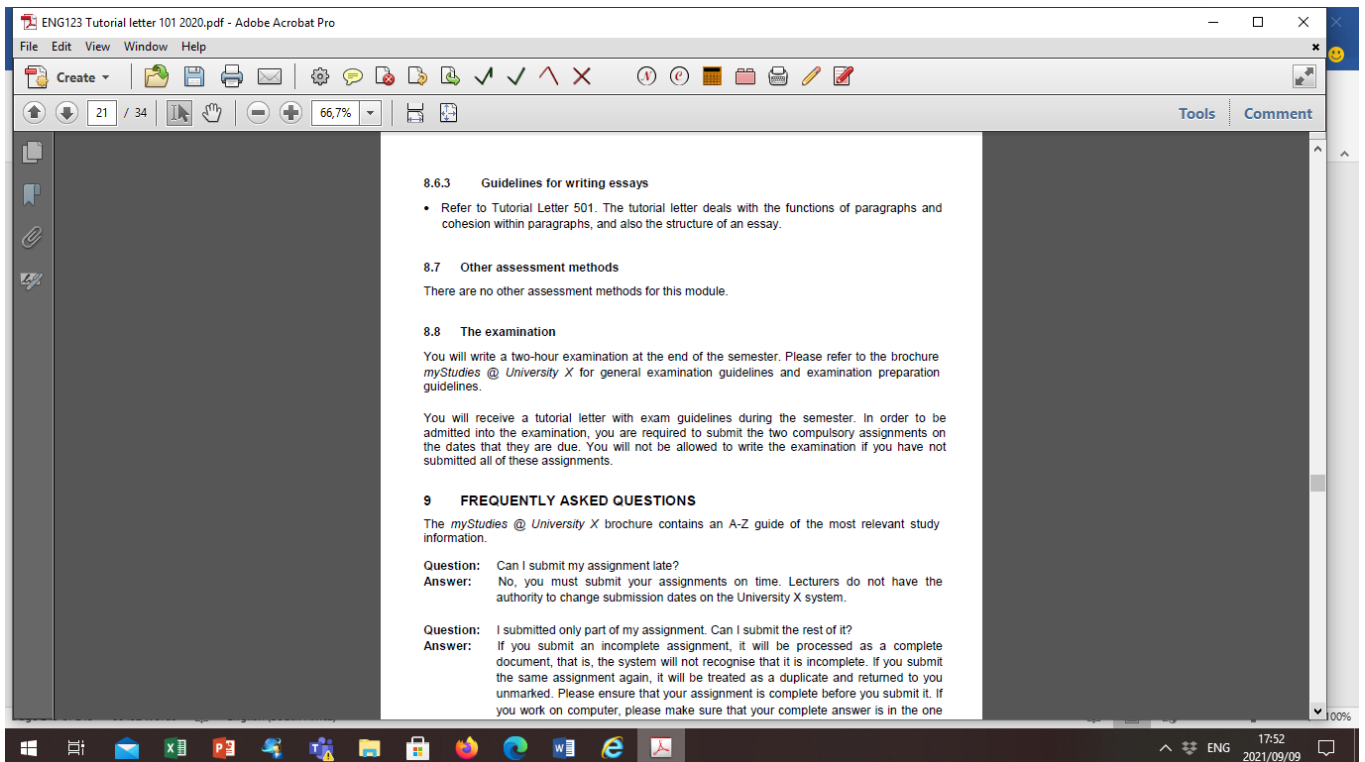 ENG123 Tutorial letter 101 2020.pdf - Adobe Acrobat Pro
File Edit View Window Help
Create
21 / 34 66,7% Tools Comment
8.6.3 Guidelines for writing essays
• Refer to Tutorial Letter 501. The tutorial letter deals with the functions of paragraphs and
cohesion within paragraphs, and also the structure of an essay.
8.7 Other assessment methods
There are no other assessment methods for this module.
8.8 The examination
You will write a two-hour examination at the end of the semester. Please refer to the brochure
myStudies @ University X for general examination guidelines and examination preparation
guidelines.
You will receive a tutorial letter with exam guidelines during the semester. In order to be
admitted into the examination, you are required to submit the two compulsory assignments on
the dates that they are due. You will not be allowed to write the examination if you have not
submitted all of these assignments.
9 FREQUENTLY ASKED QUESTIONS
The myStudies @ University X brochure contains an A-Z guide of the most relevant study
information.
Question: Can I submit my assignment late?
Answer: No, you must submit your assignments on time. Lecturers do not have the
authority to change submission dates on the University X system.
Question: I submitted only part of my assignment. Can I submit the rest of it?
Answer: If you submit an incomplete assignment, it will be processed as a complete
document, that is, the system will not recognise that it is incomplete. If you submit
the same assignment again, it will be treated as a duplicate and returned to you
unmarked. Please ensure that your assignment is complete before you submit it. If
you work on computer, please make sure that your complete answer is in the one
100%
ENG 17:52
2021/09/09